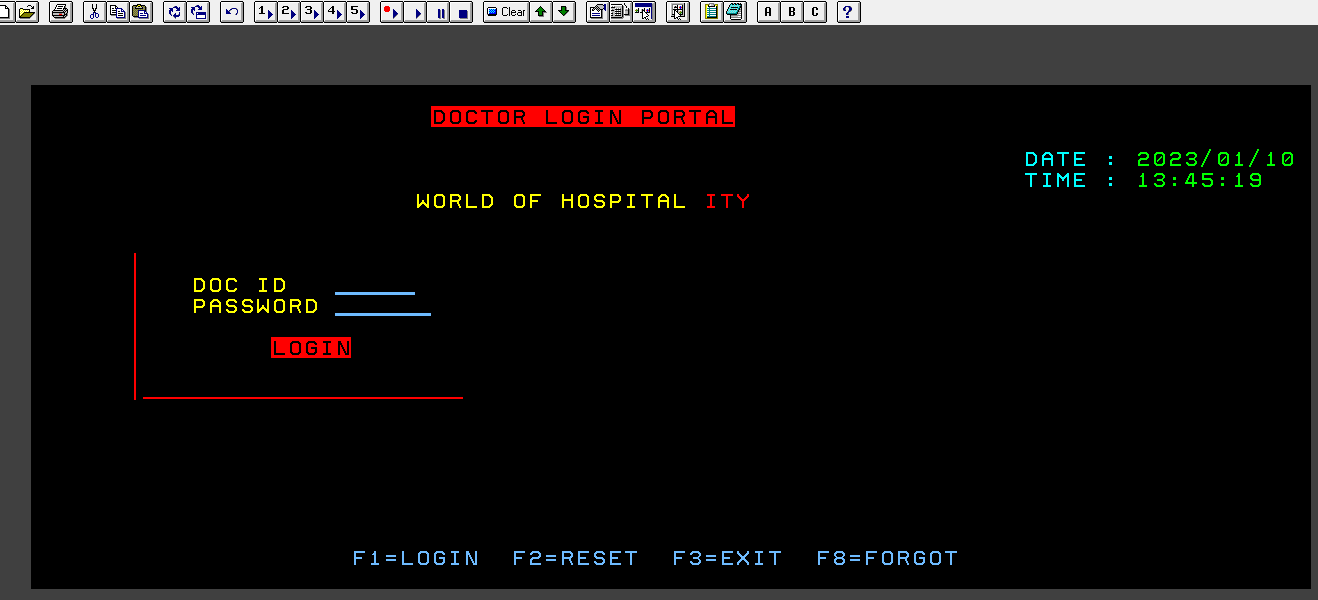 1 2 3 4 5 Clear A B C ?
DOCTOR LOGIN PORTAL
DATE : 2023/01/10
TIME : 13:45:19
WORLD OF HOSPITAL ITY
DOC ID
PASSWORD
LOGIN
F1=LOGIN F2=RESET F3=EXIT F8=FORGOT